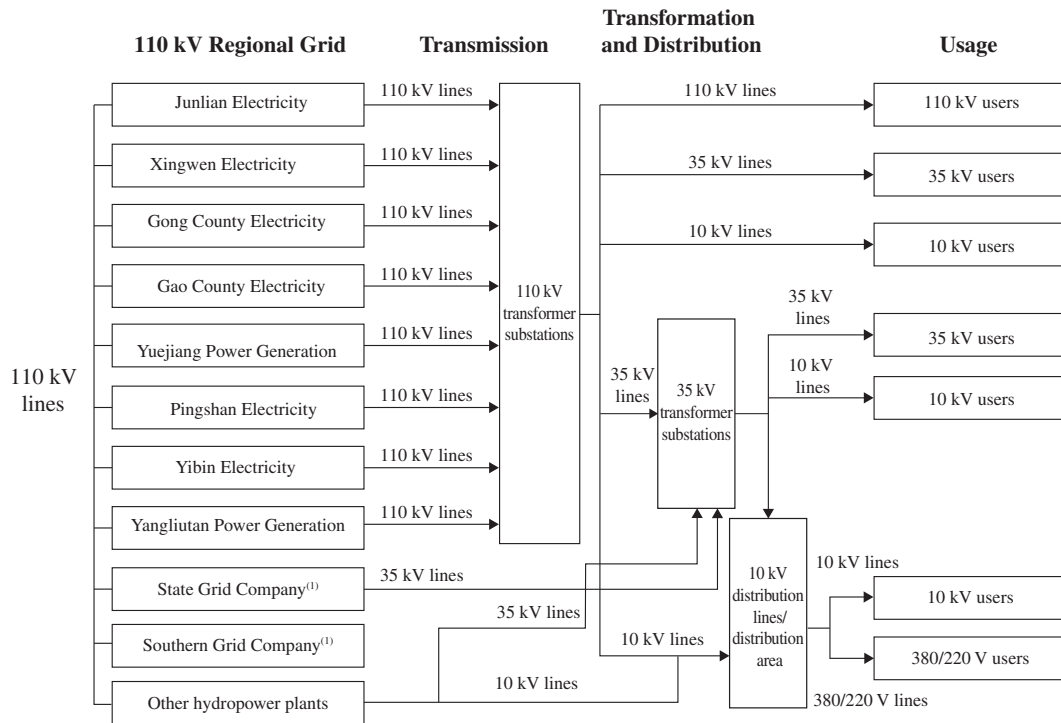 110 kV Regional Grid
Transmission
Transformation
and Distribution
Usage
110 kV
lines
Junlian Electricity
110 kV lines
Xingwen Electricity
110 kV lines
Gong County Electricity
110 kV lines
Gao County Electricity
110 kV lines
Yuejiang Power Generation
110 kV lines
Pingshan Electricity
110 kV lines
Yibin Electricity
110 kV lines
Yangliutan Power Generation
110 kV lines
State Grid Company(1)
35 kV lines
Southern Grid Company(1)
Other hydropower plants
35 kV lines
10 kV lines
110 kV
transformer
substations
110 kV lines
110 kV users
35 kV lines
35 kV users
10 kV lines
10 kV users
35 kV
lines
35 kV
transformer
substations
35 kV
lines
35 kV users
10 kV
lines
10 kV users
10 kV lines
10 kV
distribution
lines/
distribution
area
10 kV lines
10 kV users
380/220 V users
380/220 V lines